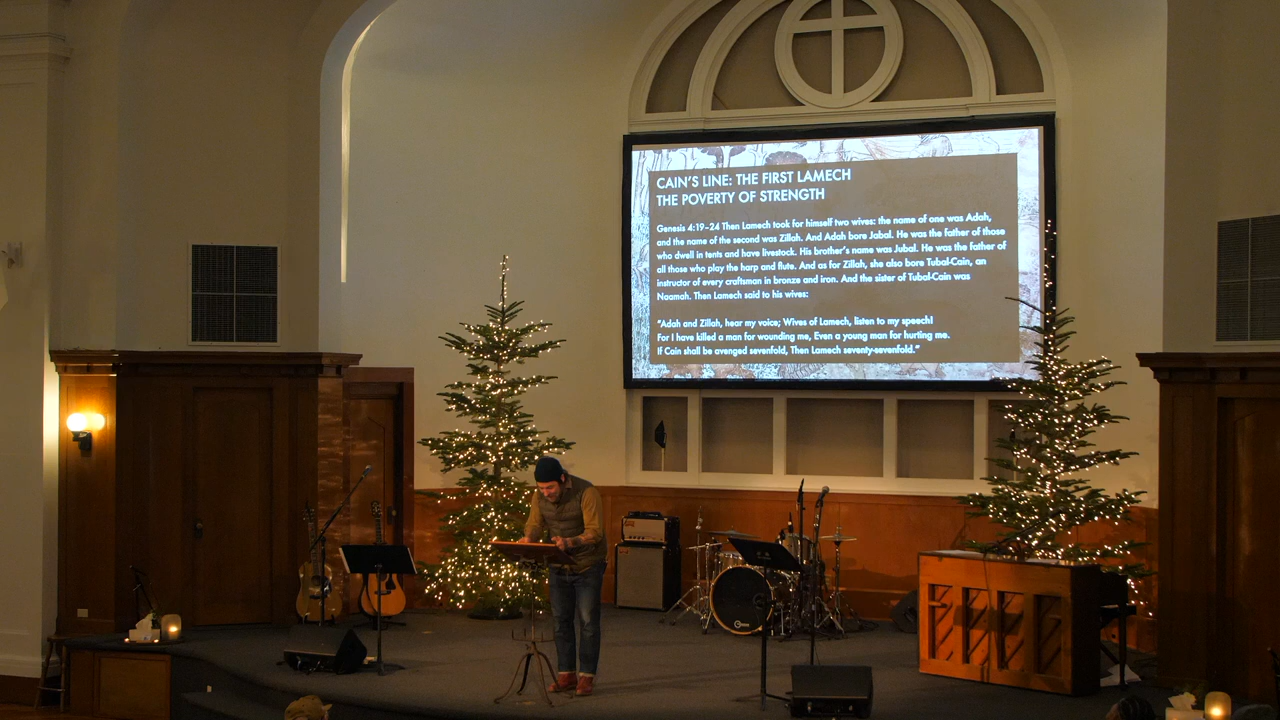 CAIN'S LINE: THE FIRST LAMECH
THE POVERTY OF STRENGTH
Genesis 4:19–24 Then Lamech took for himself two wives: the name of one was Adah,
and the name of the second was Zillah. And Adah bore Jabal. He was the father of those
who dwell in tents and have livestock. His brother's name was Jubal. He was the father of
all those who play the harp and flute. And as for Zillah, she also bore Tubal-Cain, an
instructor of every craftsman in bronze and iron. And the sister of Tubal-Cain was
Naamah. Then Lamech said to his wives:
"Adah and Zillah, hear my voice; Wives of Lamech, listen to my speech!
For I have killed a man for wounding me, Even a young man for hurting me.
If Cain shall be avenged sevenfold, Then Lamech seventy-sevenfold."